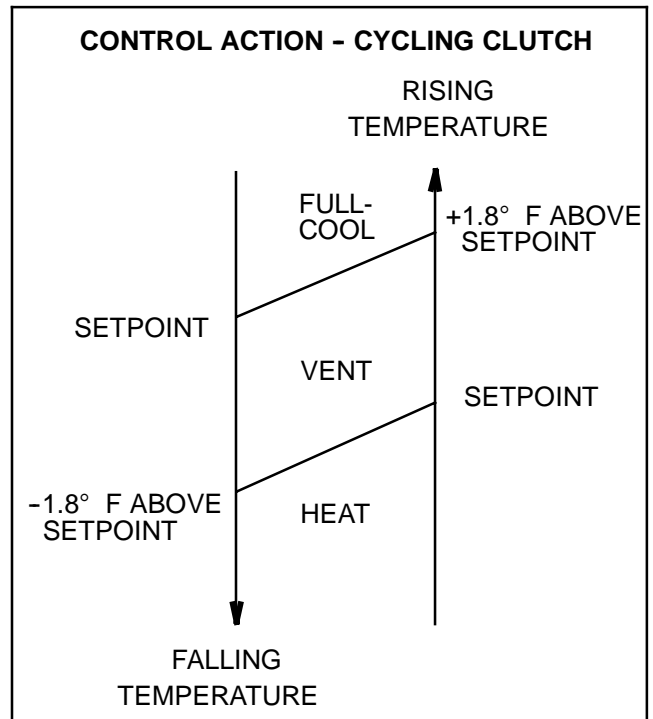 CONTROL ACTION - CYCLING CLUTCH
RISING
TEMPERATURE
FULL-
COOL
+1.8° F ABOVE
SETPOINT
SETPOINT
VENT
SETPOINT
-1.8° F ABOVE
SETPOINT
HEAT
FALLING
TEMPERATURE